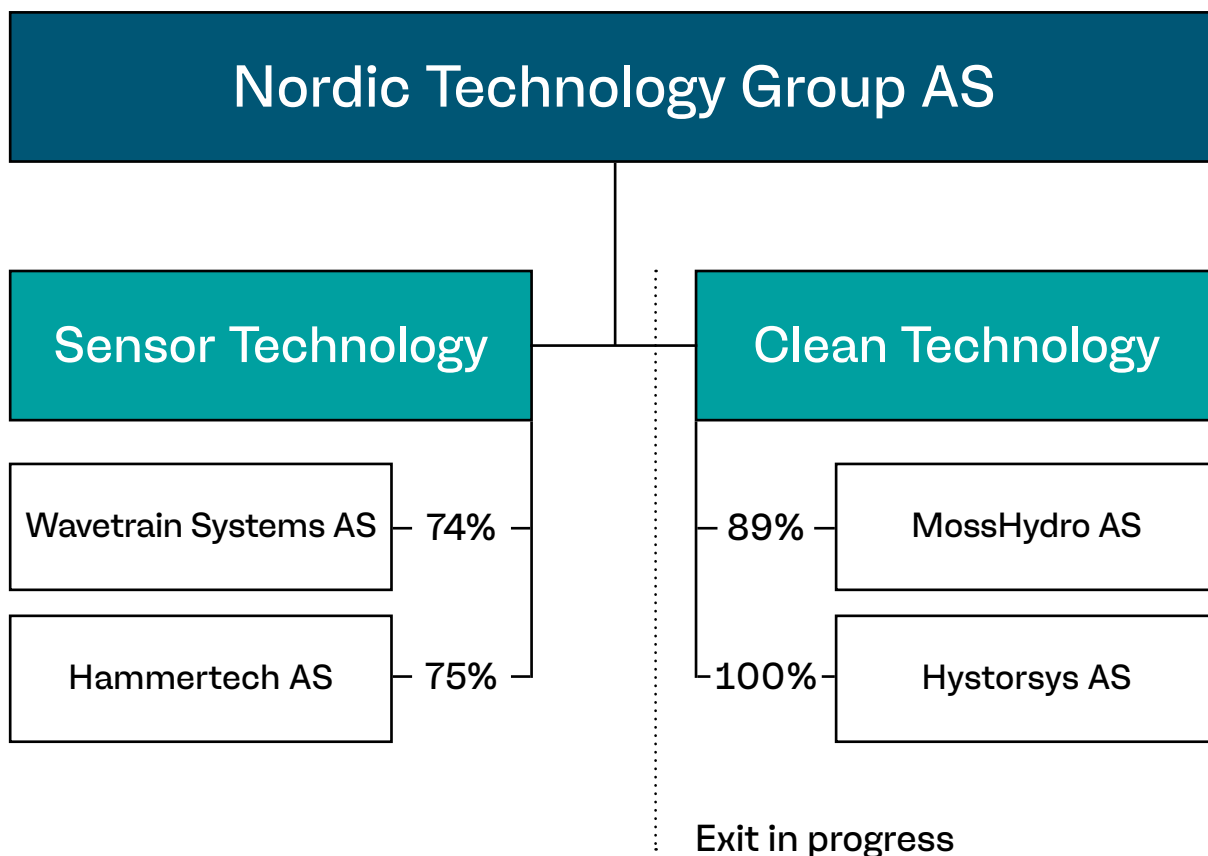 Nordic Technology Group AS
Sensor Technology
Clean Technology
Wavetrain Systems AS
74%
89%
MossHydro AS
Hammertech AS
75%
100%
Hystorsys AS
Exit in progress